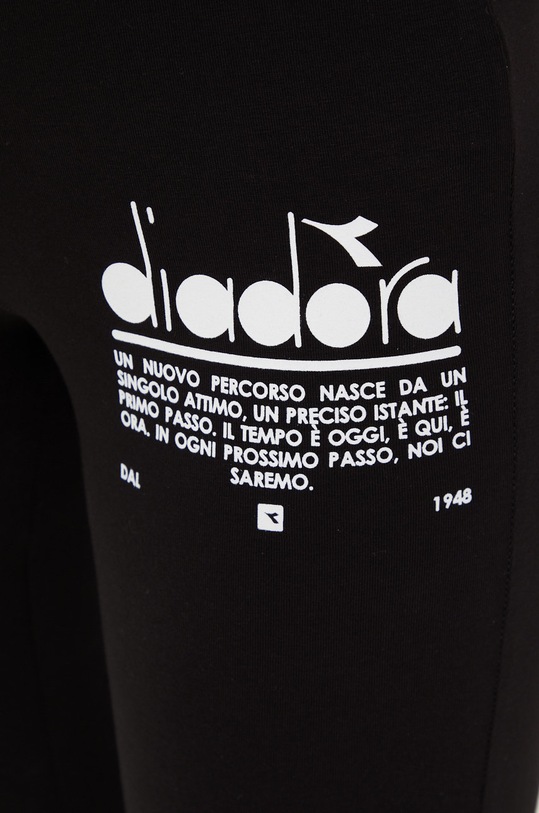 diadora
UN NUOVO PERCORSO NASCE DA UN
SINGOLO ATTIMO, UN PRECISO ISTANTE: IL
PRIMO PASSO. IL TEMPO È OGGI, È QUI, È
ORA. IN OGNI PROSSIMO PASSO, NOI CI
SAREMO.
DAL 1948